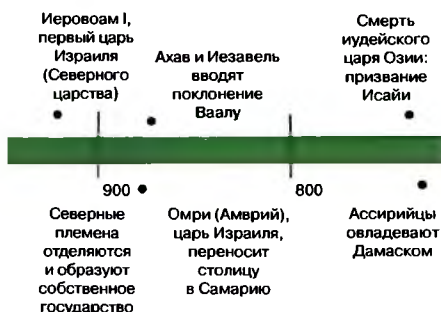 Иеровоам I,
первый царь
Израиля
(Северного
царства)
Ахав и Иезавель
вводят
поклонение
Ваалу
Смерть
иудейского
царя Озии:
призвание
Исайи
900
800
Северные
племена
отделяются
и образуют
собственное
государство
Омри (Амврий),
царь Израиля,
переносит
столицу
в Самарию
Ассирийцы
овладевают
Дамаском